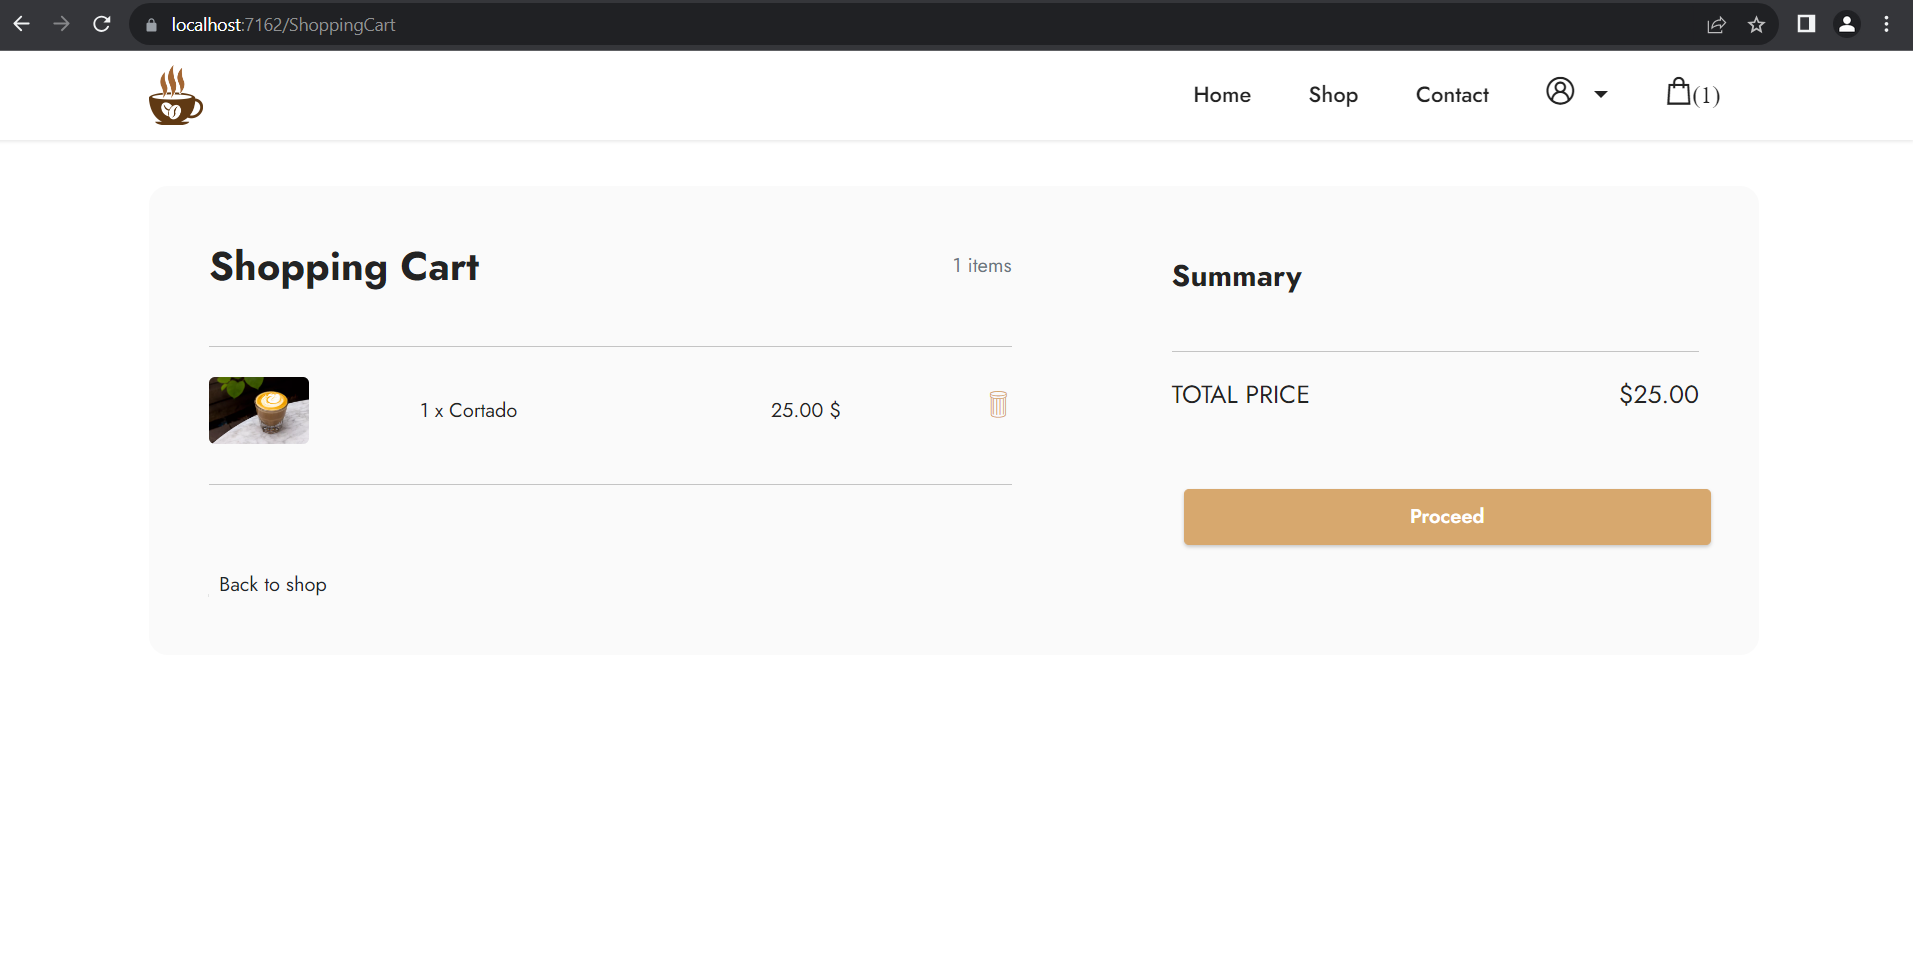 localhost:7162/ShoppingCart
Home Shop Contact (1)
Shopping Cart 1 items
Summary
TOTAL PRICE $25.00
1 x Cortado 25.00 $
Proceed
Back to shop